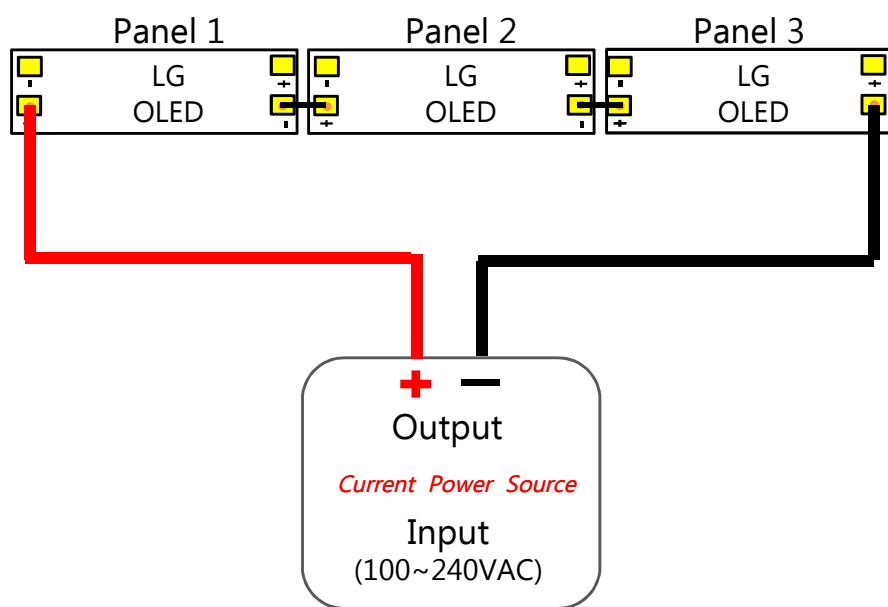 Panel 1 Panel 2 Panel 3
LG LG LG
- + - + - +
OLED OLED OLED
+ - + - +
+ −
Output
Current Power Source
Input
(100~240VAC)